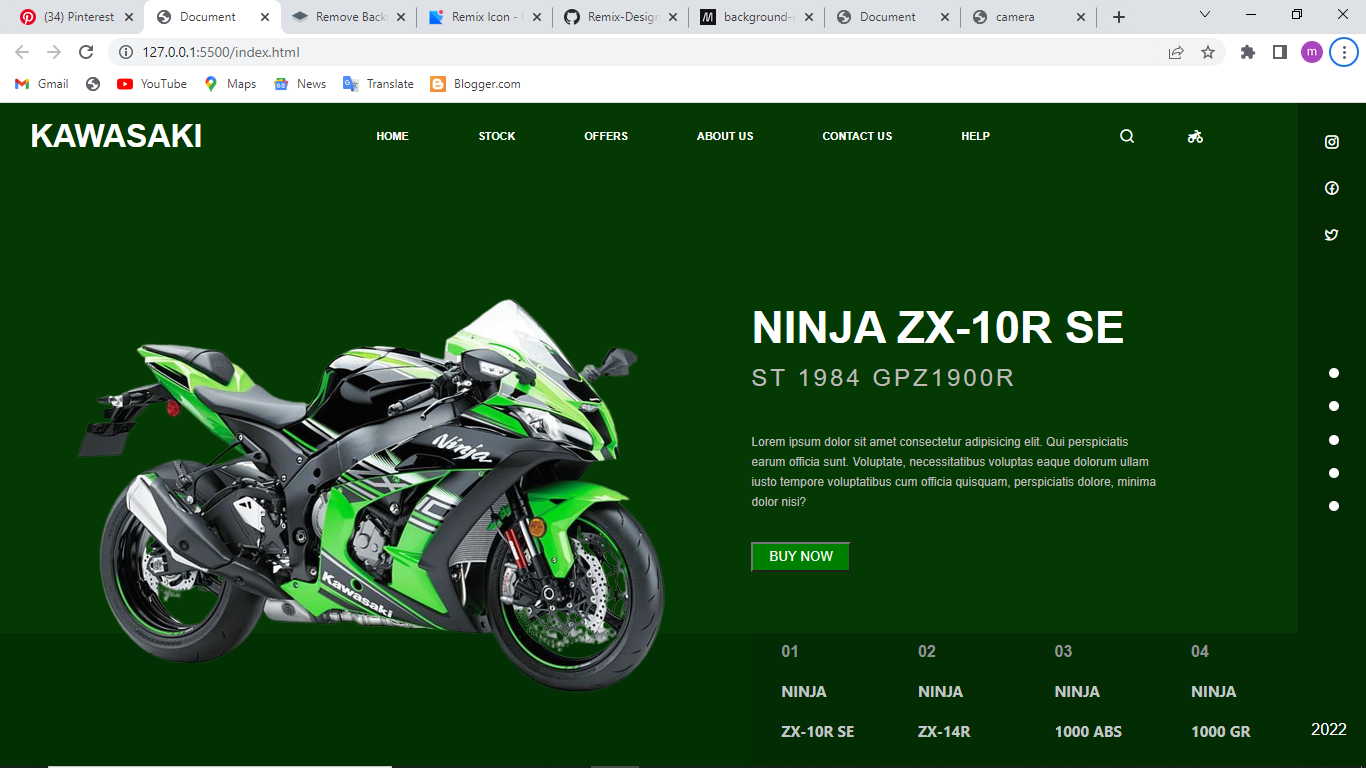 (34) Pinterest
Document
Remove Back
Remix Icon -
Remix-Design
background-c
Document
camera
127.0.0.1:5500/index.html
m
Gmail
YouTube
Maps
News
Translate
Blogger.com
KAWASAKI
HOME
STOCK
OFFERS
ABOUT US
CONTACT US
HELP
NINJA ZX-10R SE
ST 1984 GPZ1900R
Lorem ipsum dolor sit amet consectetur adipisicing elit. Qui perspiciatis
earum officia sunt. Voluptate, necessitatibus voluptas eaque dolorum ullam
iusto tempore voluptatibus cum officia quisquam, perspiciatis dolore, minima
dolor nisi?
BUY NOW
Ninja
ZX
10
Kawasaki
01
02
03
04
NINJA
NINJA
NINJA
NINJA
ZX-10R SE
ZX-14R
1000 ABS
1000 GR
2022